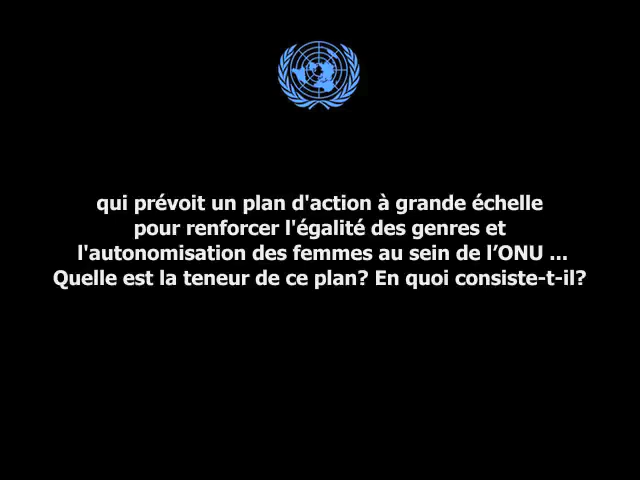 qui prévoit un plan d'action à grande échelle
pour renforcer l'égalité des genres et
l'autonomisation des femmes au sein de l’ONU ...
Quelle est la teneur de ce plan? En quoi consiste-t-il?